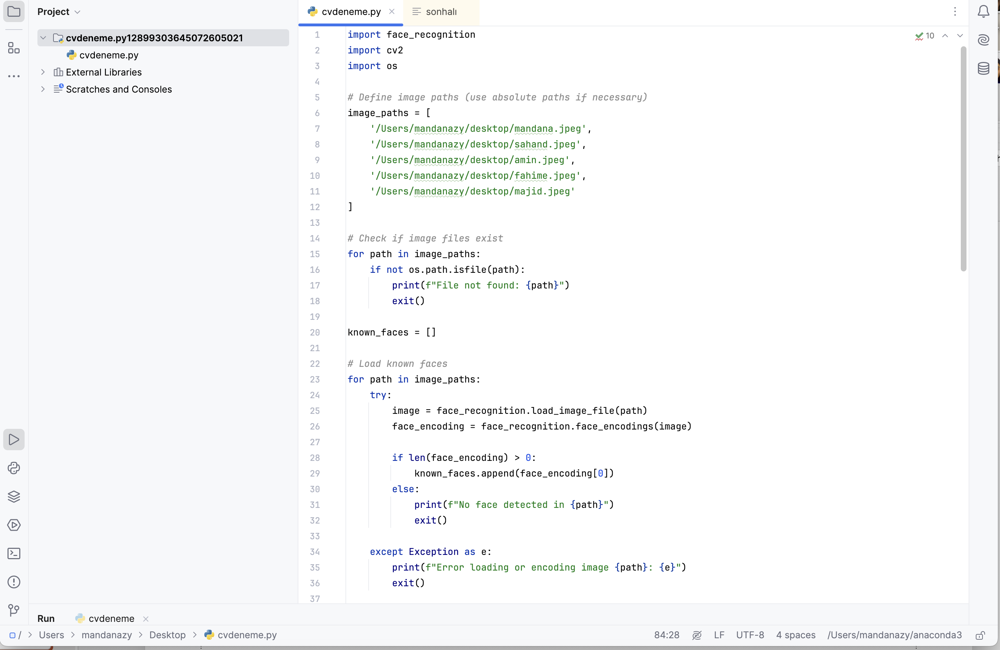 Project
cvdeneme.py12899303645072605021
cvdeneme.py
External Libraries
Scratches and Consoles
cvdeneme.py
sonhalı
10
1 import face_recognition
2 import cv2
3 import os
4
5 # Define image paths (use absolute paths if necessary)
6 image_paths = [
7     '/Users/mandanazy/desktop/mandana.jpeg',
8     '/Users/mandanazy/desktop/sahand.jpeg',
9     '/Users/mandanazy/desktop/amin.jpeg',
10     '/Users/mandanazy/desktop/fahime.jpeg',
11     '/Users/mandanazy/desktop/majid.jpeg'
12 ]
13
14 # Check if image files exist
15 for path in image_paths:
16     if not os.path.isfile(path):
17         print(f"File not found: {path}")
18         exit()
19
20 known_faces = []
21
22 # Load known faces
23 for path in image_paths:
24     try:
25         image = face_recognition.load_image_file(path)
26         face_encoding = face_recognition.face_encodings(image)
27
28         if len(face_encoding) > 0:
29             known_faces.append(face_encoding[0])
30         else:
31             print(f"No face detected in {path}")
32             exit()
33
34     except Exception as e:
35         print(f"Error loading or encoding image {path}: {e}")
36         exit()
37
Run cvdeneme
/ > Users > mandanazy > Desktop > cvdeneme.py 84:28 LF UTF-8 4 spaces /Users/mandanazy/anaconda3